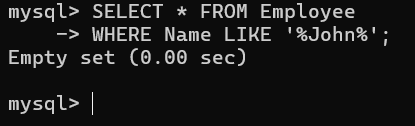 mysql> SELECT * FROM Employee
    -> WHERE Name LIKE '%John%';
Empty set (0.00 sec)
mysql>